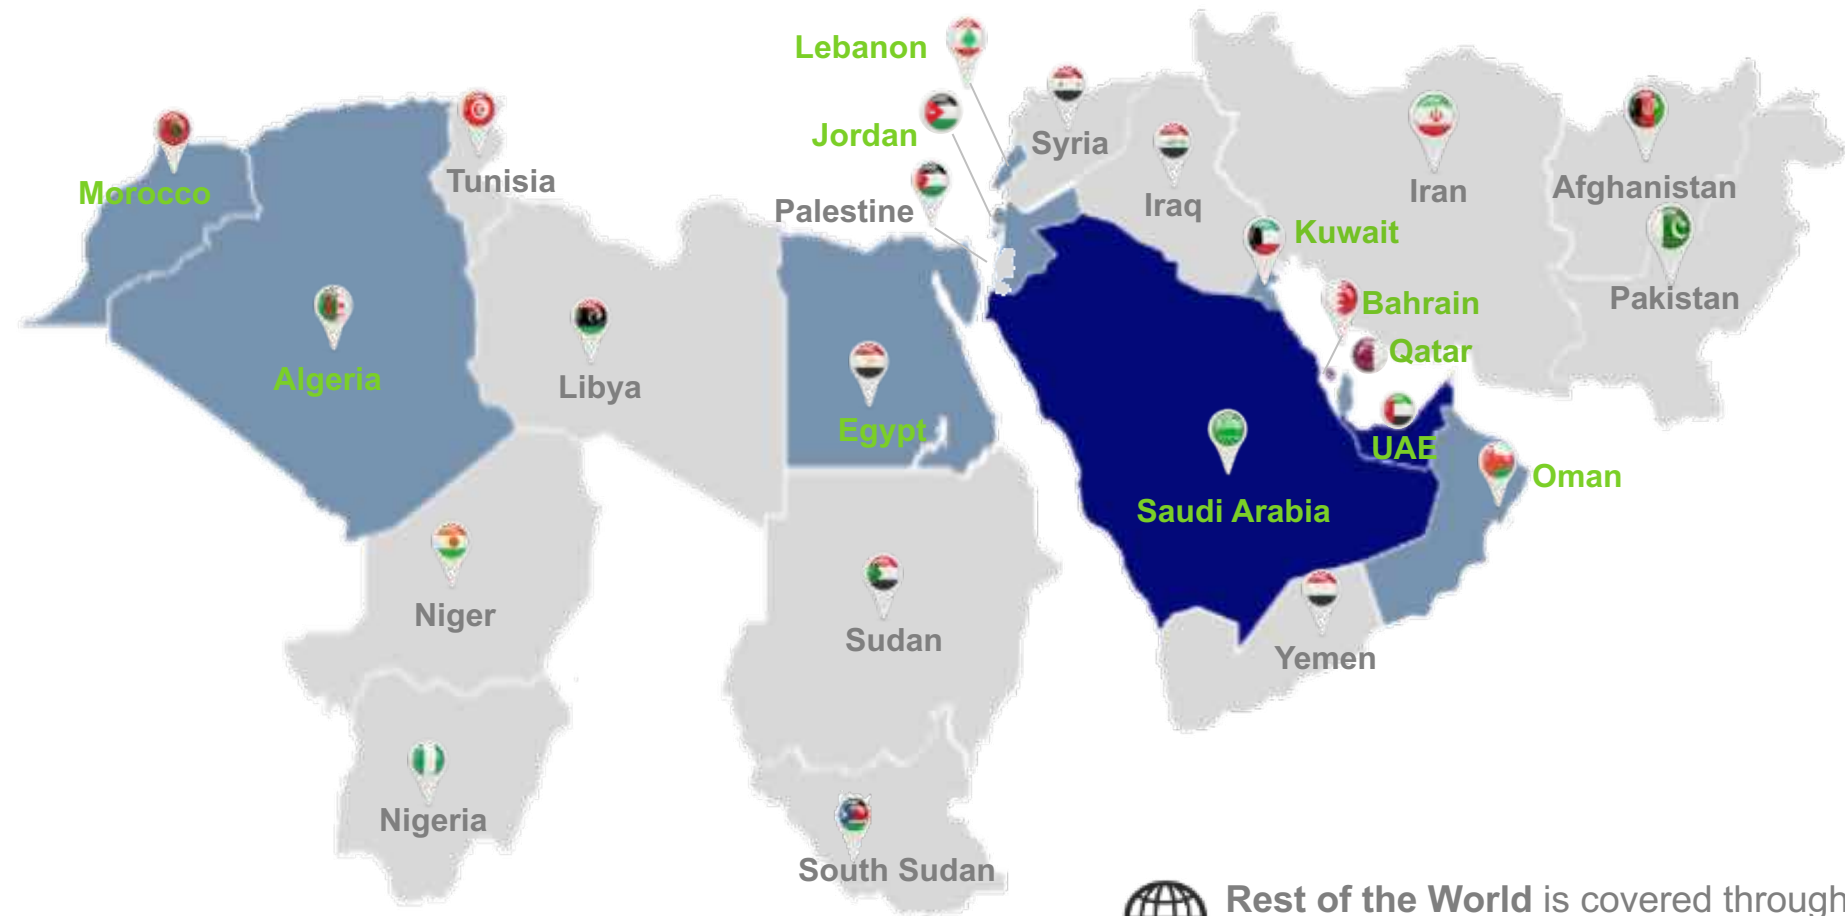 Lebanon
Jordan
Syria
Morocco
Tunisia
Palestine
Iraq
Iran
Afghanistan
Kuwait
Pakistan
Bahrain
Qatar
Algeria
Libya
Egypt
UAE
Oman
Saudi Arabia
Niger
Sudan
Yemen
Nigeria
South Sudan
Rest of the World is covered through